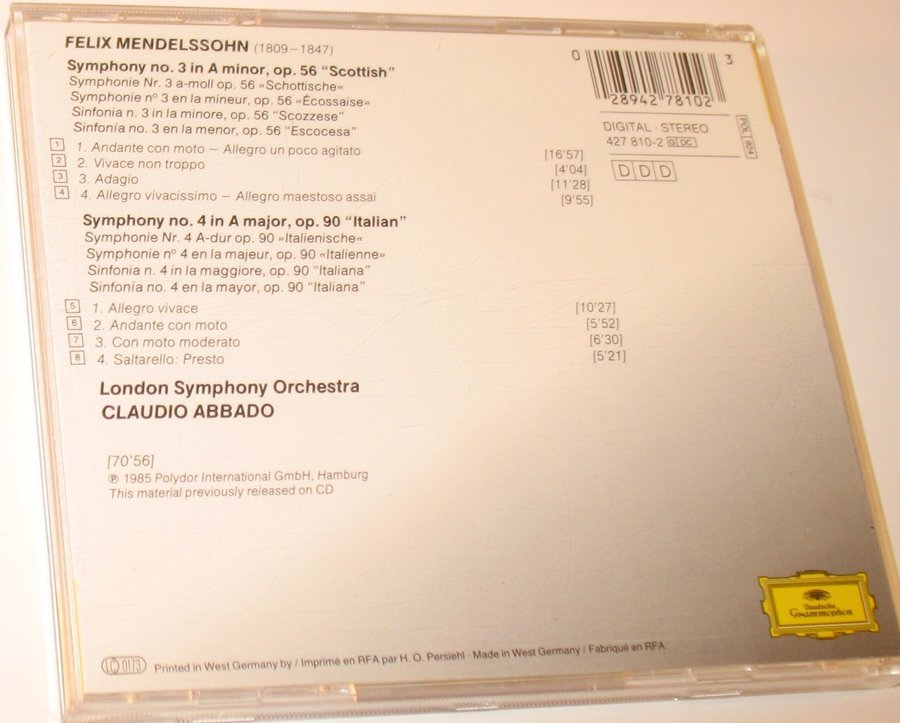 FELIX MENDELSSOHN (1809–1847)
Symphony no. 3 in A minor, op. 56 "Scottish"
Symphonie Nr. 3 a-moll op. 56 »Schottische«
Symphonie nº 3 en la mineur, op. 56 «Écossaise»
Sinfonia n. 3 in la minore, op. 56 "Scozzese"
Sinfonía no. 3 en la menor, op. 56 "Escocesa"
1 1. Andante con moto – Allegro un poco agitato [16'57]
2 2. Vivace non troppo [4'04]
3 3. Adagio [11'28]
4 4. Allegro vivacissimo – Allegro maestoso assai [9'55]
Symphony no. 4 in A major, op. 90 "Italian"
Symphonie Nr. 4 A-dur op. 90 »Italienische«
Symphonie nº 4 en la majeur, op. 90 «Italienne»
Sinfonia n. 4 in la maggiore, op. 90 "Italiana"
Sinfonía no. 4 en la mayor, op. 90 "Italiana"
5 1. Allegro vivace [10'27]
6 2. Andante con moto [5'52]
7 3. Con moto moderato [6'30]
8 4. Saltarello: Presto [5'21]
London Symphony Orchestra
CLAUDIO ABBADO
[70'56]
℗ 1985 Polydor International GmbH, Hamburg
This material previously released on CD
0 28942 78102 3
DIGITAL · STEREO
427 810-2 G DC
POL 924
DDD
Deutsche
Grammophon
LC 0173 Printed in West Germany by / Imprimé en RFA par H. O. Persiehl · Made in West Germany / Fabriqué en RFA